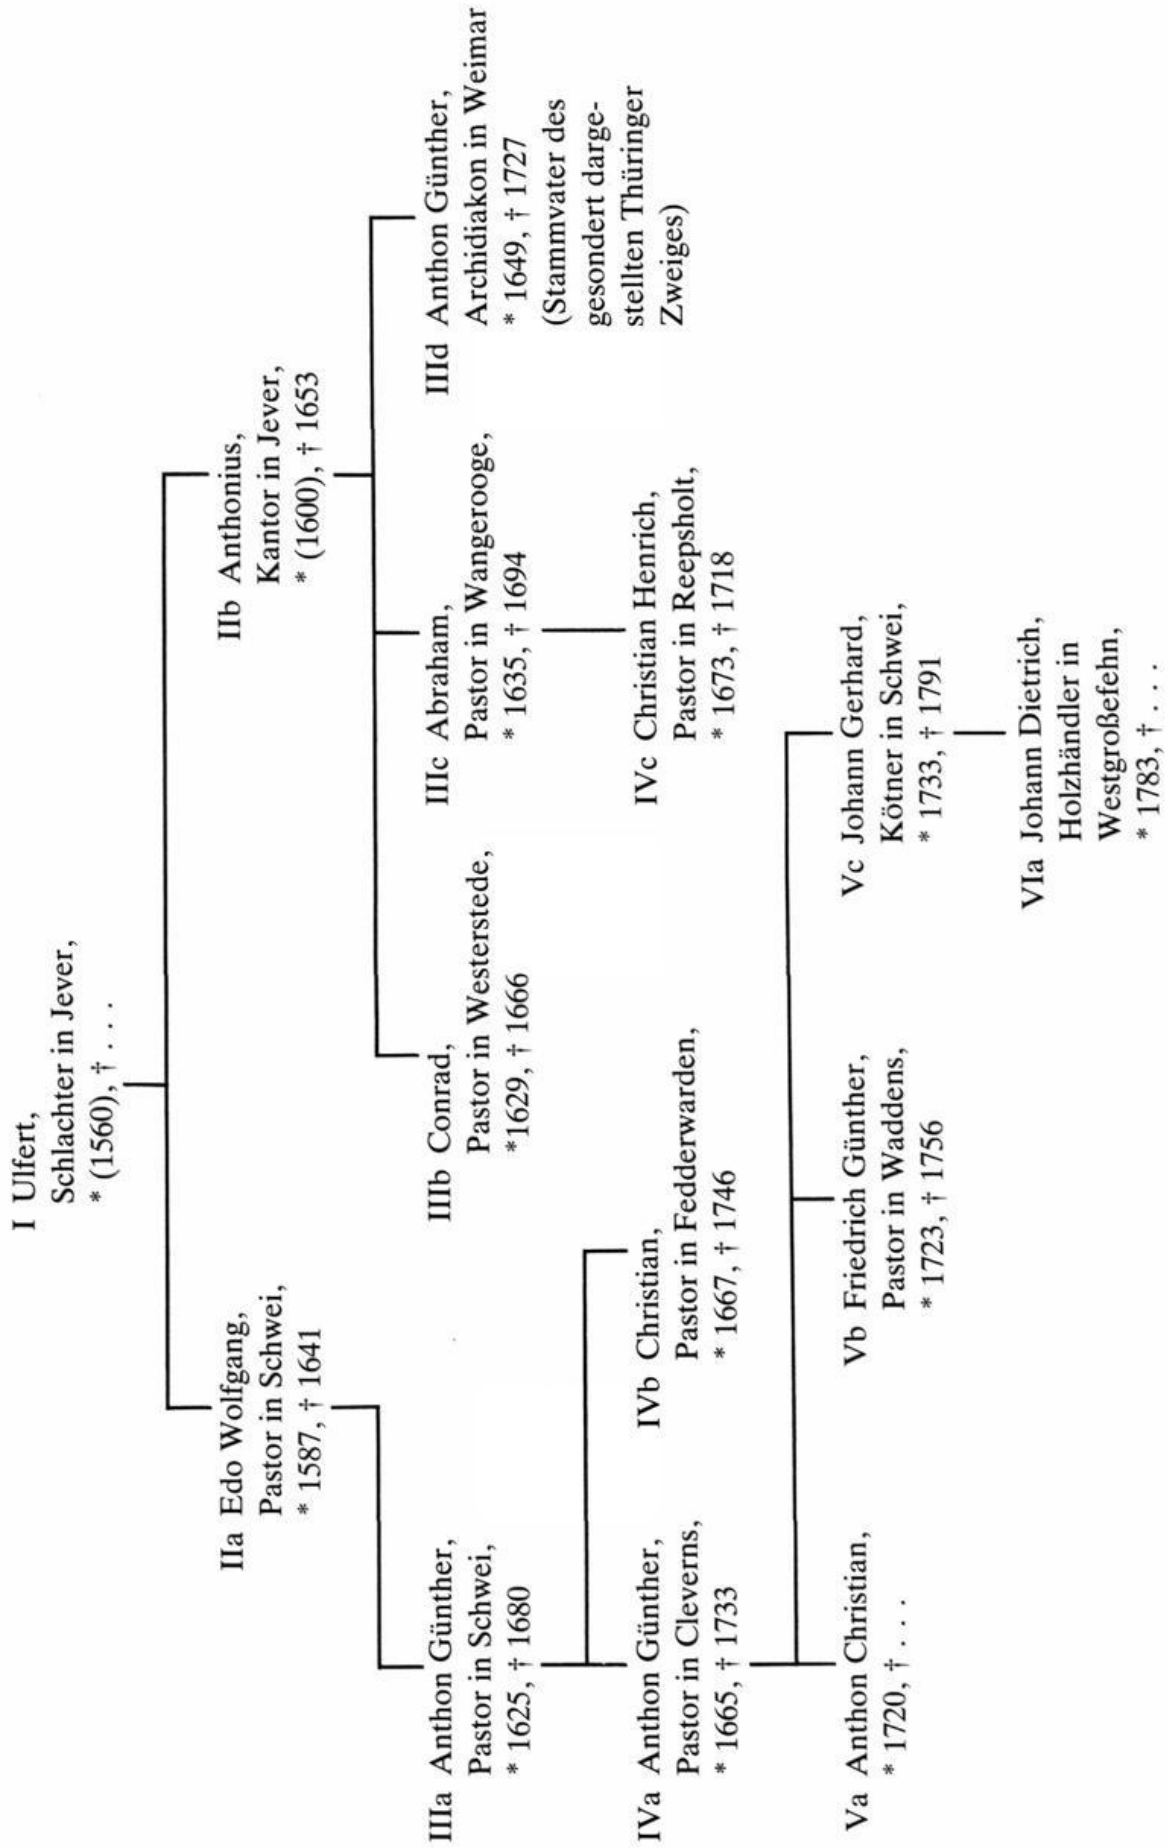 I Ulfert,
Schlachter in Jever,
* (1560), † . . .
IIa Edo Wolfgang,
Pastor in Schwei,
* 1587, † 1641
IIb Anthonius,
Kantor in Jever,
* (1600), † 1653
IIIa Anthon Günther,
Pastor in Schwei,
* 1625, † 1680
IIIb Conrad,
Pastor in Westerstede,
*1629, † 1666
IIIc Abraham,
Pastor in Wangerooge,
* 1635, † 1694
IIId Anthon Günther,
Archidiakon in Weimar
* 1649, † 1727
(Stammvater des
gesondert darge-
stellten Thüringer
Zweiges)
IVa Anthon Günther,
Pastor in Cleverns,
* 1665, † 1733
IVb Christian,
Pastor in Fedderwarden,
* 1667, † 1746
IVc Christian Henrich,
Pastor in Reepsholt,
* 1673, † 1718
Va Anthon Christian,
* 1720, † . . .
Vb Friedrich Günther,
Pastor in Waddens,
* 1723, † 1756
Vc Johann Gerhard,
Kötner in Schwei,
* 1733, † 1791
VIa Johann Dietrich,
Holzhändler in
Westgroßefehn,
* 1783, † . . .